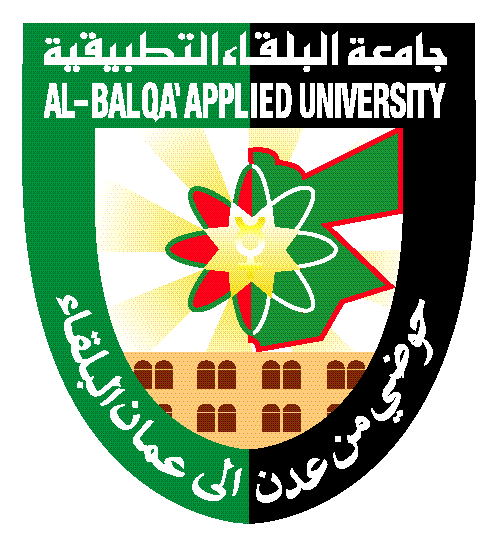 جامعة البلقاء التطبيقية
AL-BALQA' APPLIED UNIVERSITY
حوضي من عدن الى عمان البلقاء